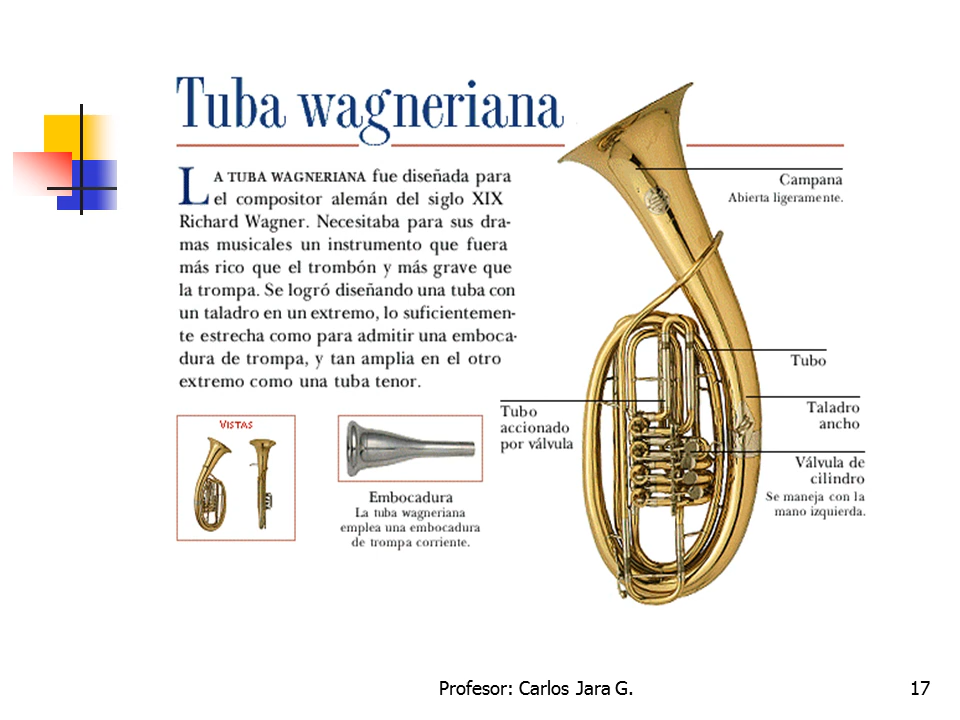 Tuba wagneriana
LA TUBA WAGNERIANA fue diseñada para
el compositor alemán del siglo XIX
Richard Wagner. Necesitaba para sus dra-
mas musicales un instrumento que fuera
más rico que el trombón y más grave que
la trompa. Se logró diseñando una tuba con
un taladro en un extremo, lo suficientemen-
te estrecha como para admitir una emboca-
dura de trompa, y tan amplia en el otro
extremo como una tuba tenor.
VISTAS
Embocadura
La tuba wagneriana
emplea una embocadura
de trompa corriente.
Campana
Abierta ligeramente.
Tubo
Tubo
accionado
por válvula
Taladro
ancho
Válvula de
cilindro
Se maneja con la
mano izquierda.
Profesor: Carlos Jara G.
17